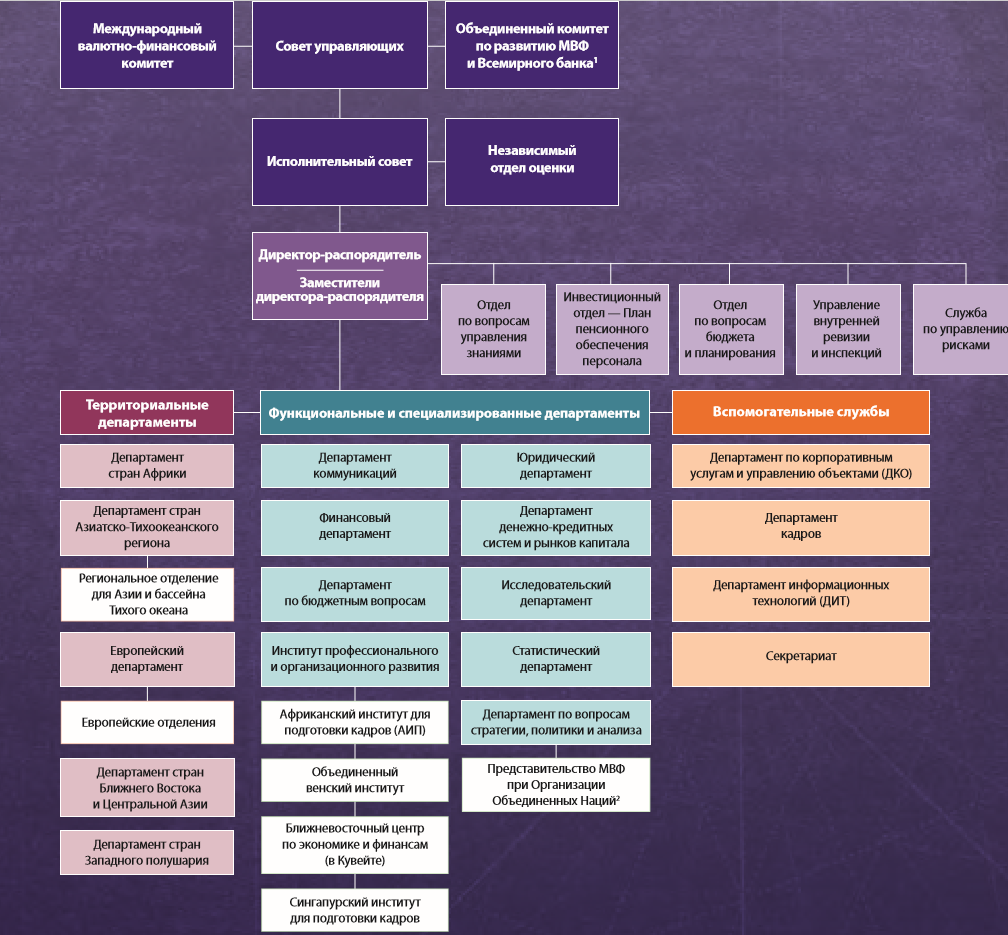 Международный
валютно-финансовый
комитет
Совет управляющих
Объединенный комитет
по развитию МВФ
и Всемирного банка¹
Исполнительный совет
Независимый
отдел оценки
Директор-распорядитель
Заместители
директора-распорядителя
Отдел
по вопросам
управления
знаниями
Инвестиционный
отдел — План
пенсионного
обеспечения
персонала
Отдел
по вопросам
бюджета
и планирования
Управление
внутренней
ревизии
и инспекций
Служба
по управлению
рисками
Территориальные
департаменты
Функциональные и специализированные департаменты
Вспомогательные службы
Департамент
стран Африки
Департамент стран
Азиатско-Тихоокеанского
региона
Региональное отделение
для Азии и бассейна
Тихого океана
Европейский
департамент
Европейские отделения
Департамент стран
Ближнего Востока
и Центральной Азии
Департамент стран
Западного полушария
Департамент
коммуникаций
Финансовый
департамент
Департамент
по бюджетным вопросам
Институт профессионального
и организационного развития
Африканский институт для
подготовки кадров (АИП)
Объединенный
венский институт
Ближневосточный центр
по экономике и финансам
(в Кувейте)
Сингапурский институт
для подготовки кадров
Юридический
департамент
Департамент
денежно-кредитных
систем и рынков капитала
Исследовательский
департамент
Статистический
департамент
Департамент по вопросам
стратегии, политики и анализа
Представительство МВФ
при Организации
Объединенных Наций²
Департамент по корпоративным
услугам и управлению объектами (ДКО)
Департамент
кадров
Департамент информационных
технологий (ДИТ)
Секретариат